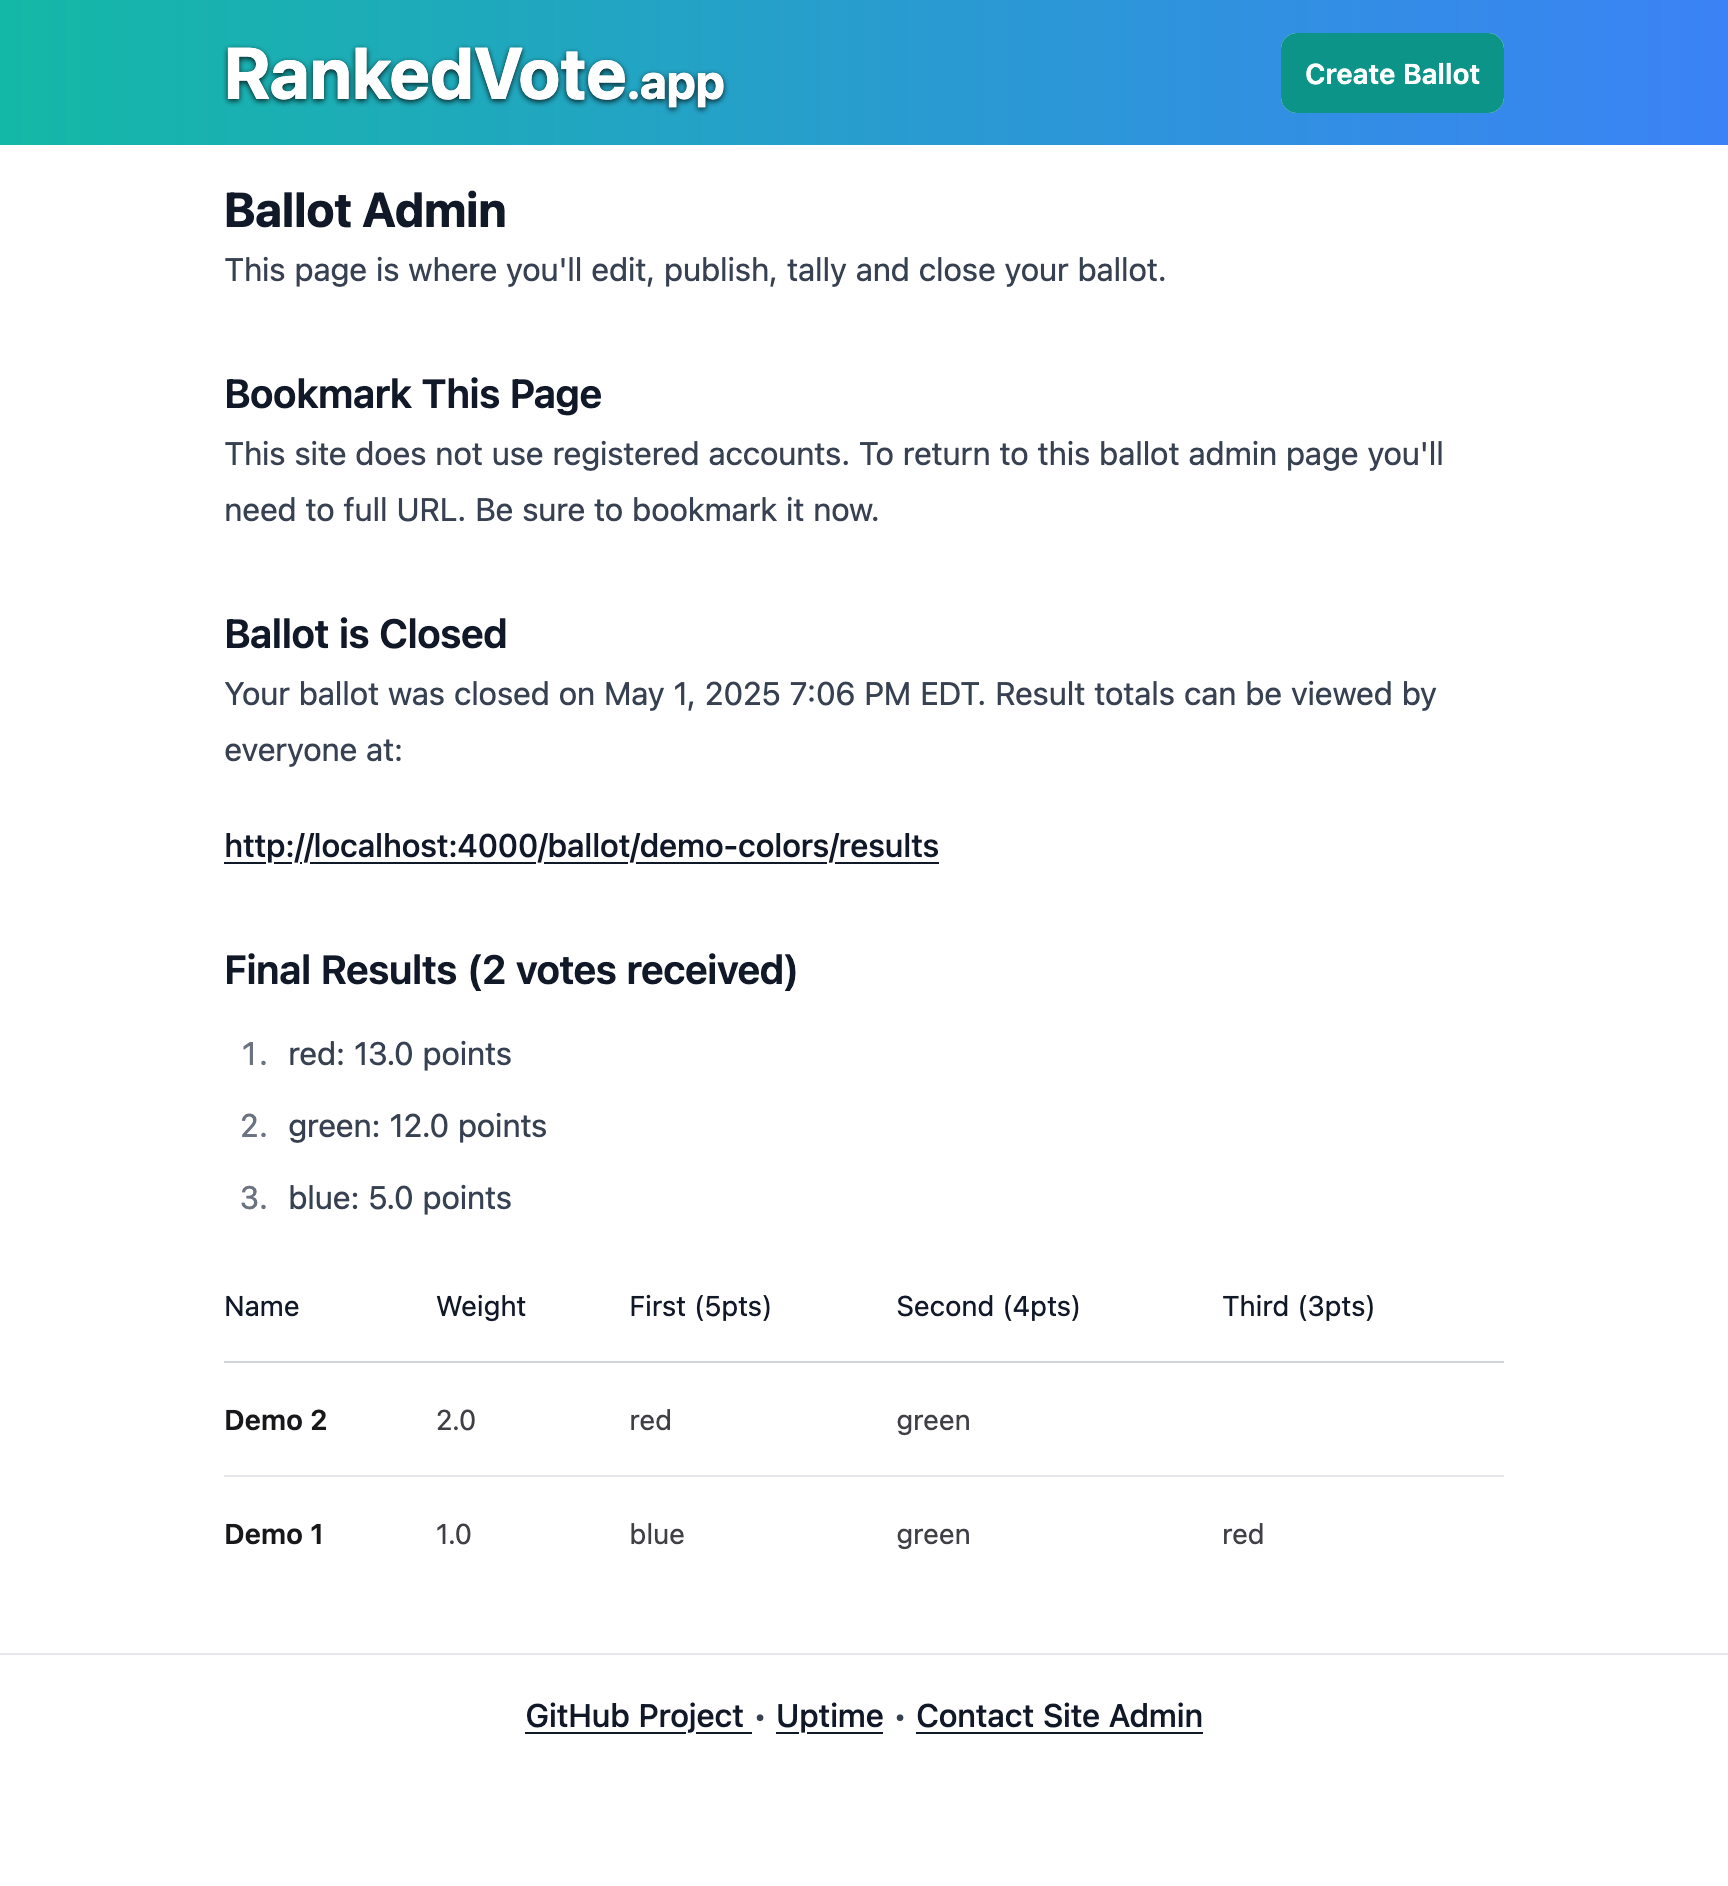 RankedVote.app
Create Ballot
Ballot Admin
This page is where you'll edit, publish, tally and close your ballot.
Bookmark This Page
This site does not use registered accounts. To return to this ballot admin page you'll
need to full URL. Be sure to bookmark it now.
Ballot is Closed
Your ballot was closed on May 1, 2025 7:06 PM EDT. Result totals can be viewed by
everyone at:
http://localhost:4000/ballot/demo-colors/results
Final Results (2 votes received)
1. red: 13.0 points
2. green: 12.0 points
3. blue: 5.0 points
Name Weight First (5pts) Second (4pts) Third (3pts)
Demo 2 2.0 red green
Demo 1 1.0 blue green red
GitHub Project • Uptime • Contact Site Admin